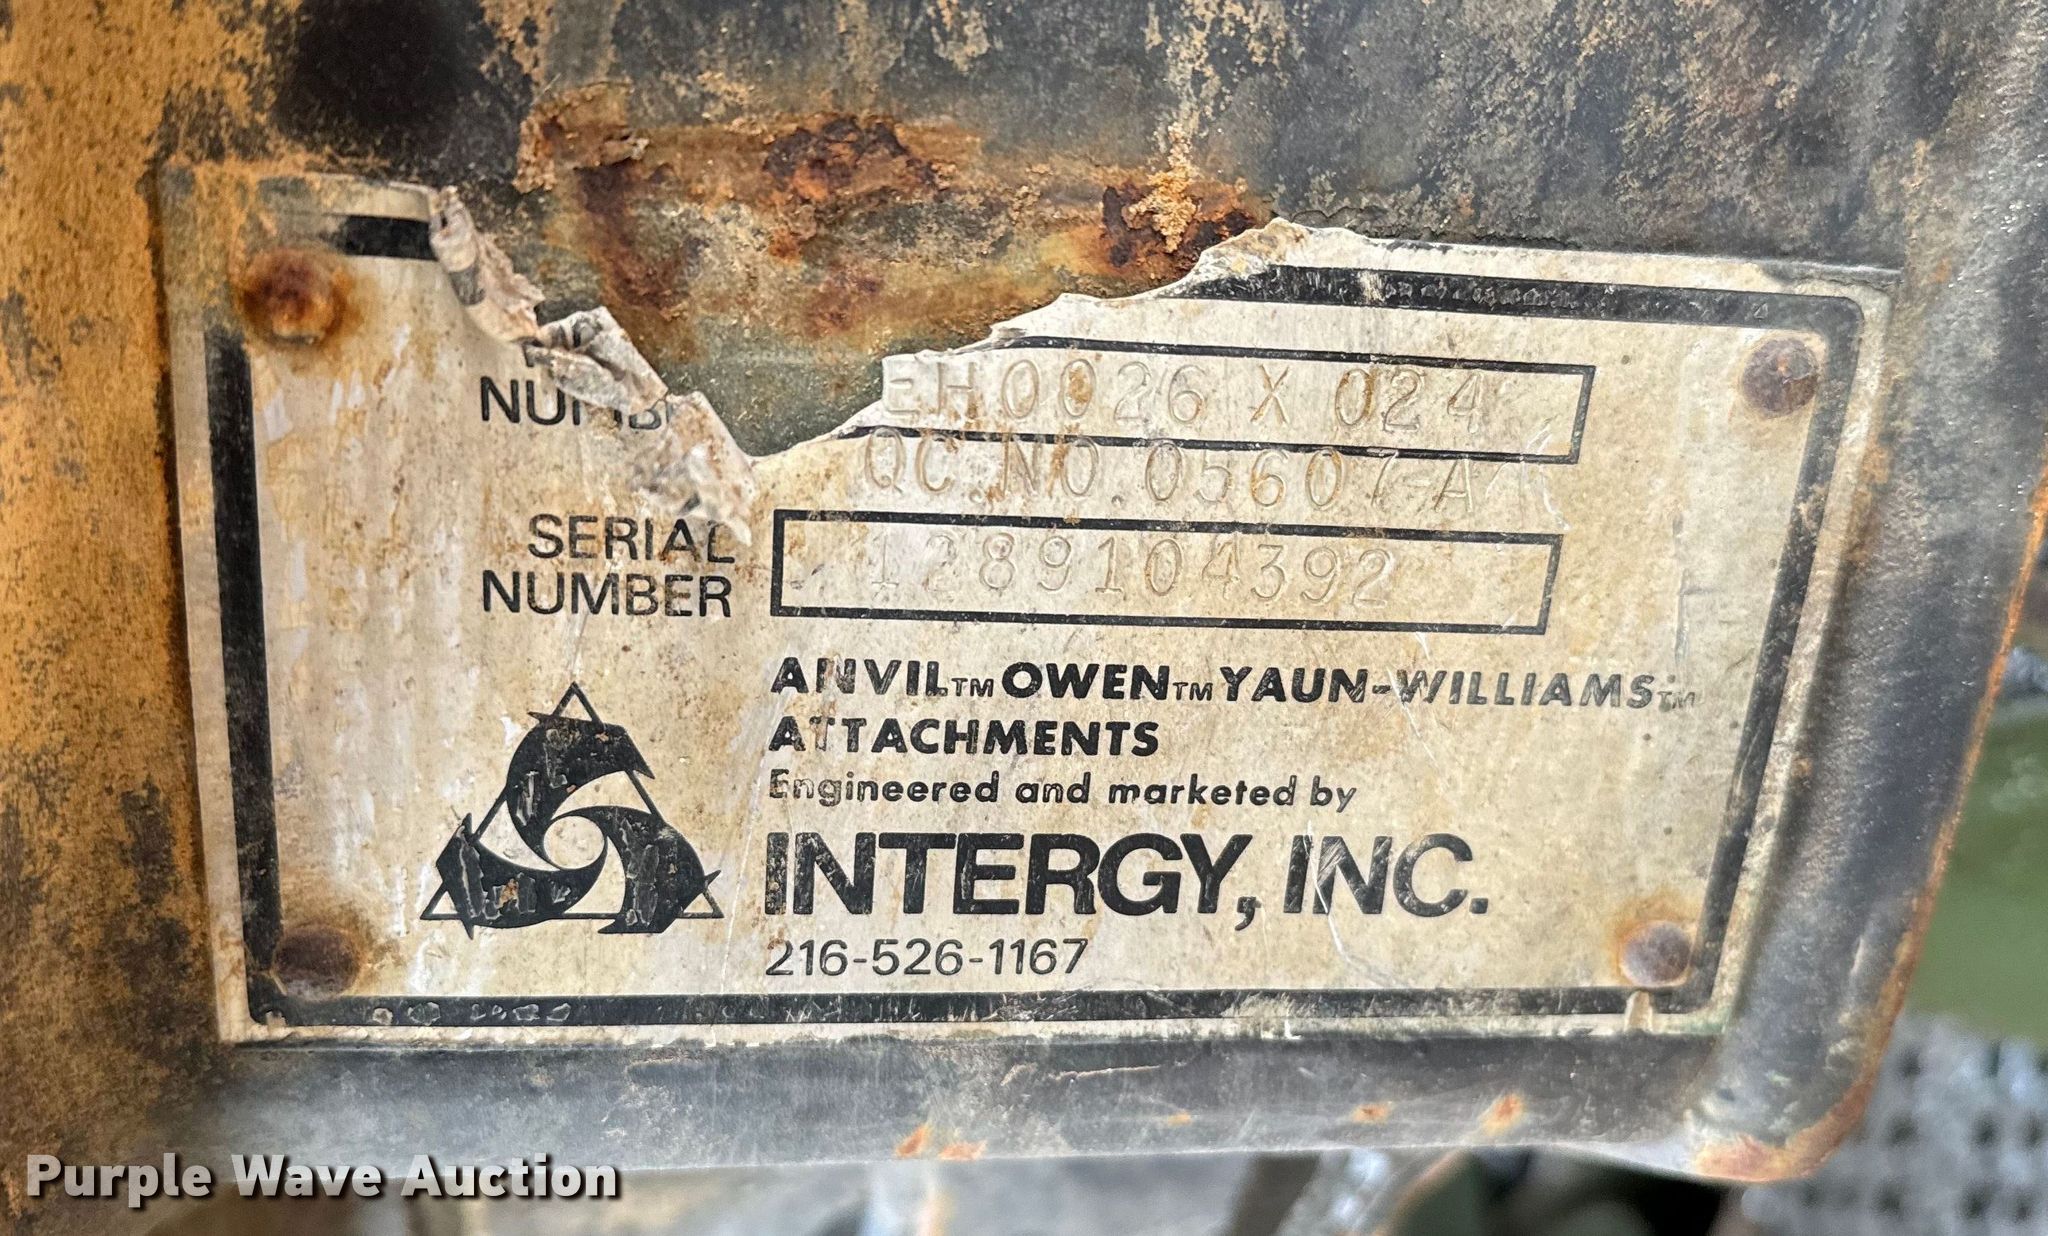 NUMB
EH0026 X 024
QC.NO.05607-A
SERIAL
NUMBER
1289104392
ANVIL™ OWEN™ YAUN-WILLIAMS™
ATTACHMENTS
Engineered and marketed by
INTERGY, INC.
216-526-1167
Purple Wave Auction